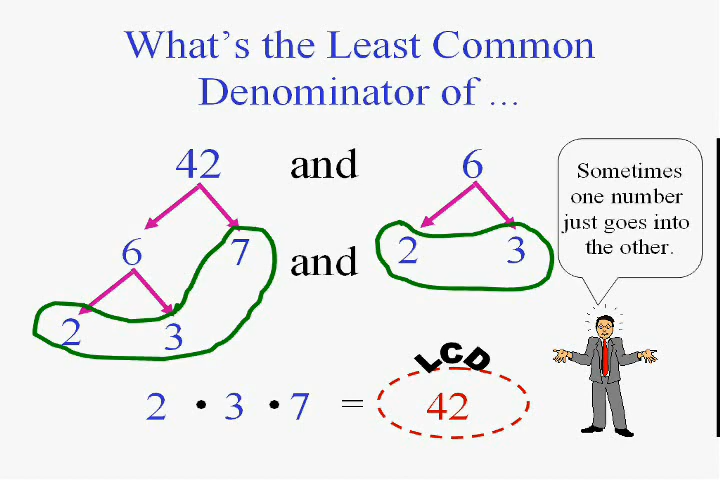 What's the Least Common
Denominator of ...
42 and 6
Sometimes
one number
just goes into
the other.
6 7 and 2 3
2 3
LCD
2 · 3 · 7 = 42